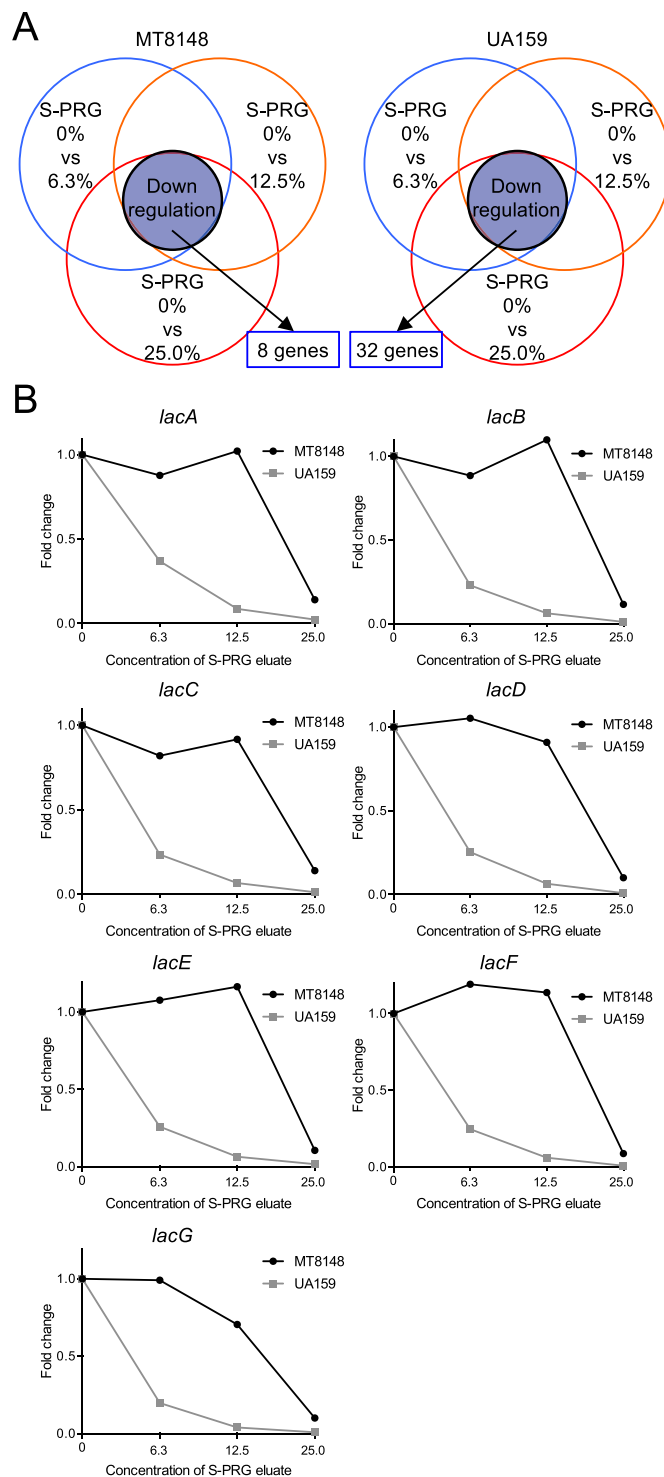 A
MT8148
UA159
S-PRG
0%
vs
6.3%
S-PRG
0%
vs
12.5%
Down
regulation
S-PRG
0%
vs
25.0%
8 genes
S-PRG
0%
vs
6.3%
S-PRG
0%
vs
12.5%
Down
regulation
S-PRG
0%
vs
25.0%
32 genes
B
lacA
Fold change
1.0
0.5
0.0
0 6.3 12.5 25.0
Concentration of S-PRG eluate
MT8148
UA159
lacB
Fold change
1.0
0.5
0.0
0 6.3 12.5 25.0
Concentration of S-PRG eluate
MT8148
UA159
lacC
Fold change
1.0
0.5
0.0
0 6.3 12.5 25.0
Concentration of S-PRG eluate
MT8148
UA159
lacD
Fold change
1.0
0.5
0.0
0 6.3 12.5 25.0
Concentration of S-PRG eluate
MT8148
UA159
lacE
Fold change
1.0
0.5
0.0
0 6.3 12.5 25.0
Concentration of S-PRG eluate
MT8148
UA159
lacF
Fold change
1.0
0.5
0.0
0 6.3 12.5 25.0
Concentration of S-PRG eluate
MT8148
UA159
lacG
Fold change
1.0
0.5
0.0
0 6.3 12.5 25.0
Concentration of S-PRG eluate
MT8148
UA159